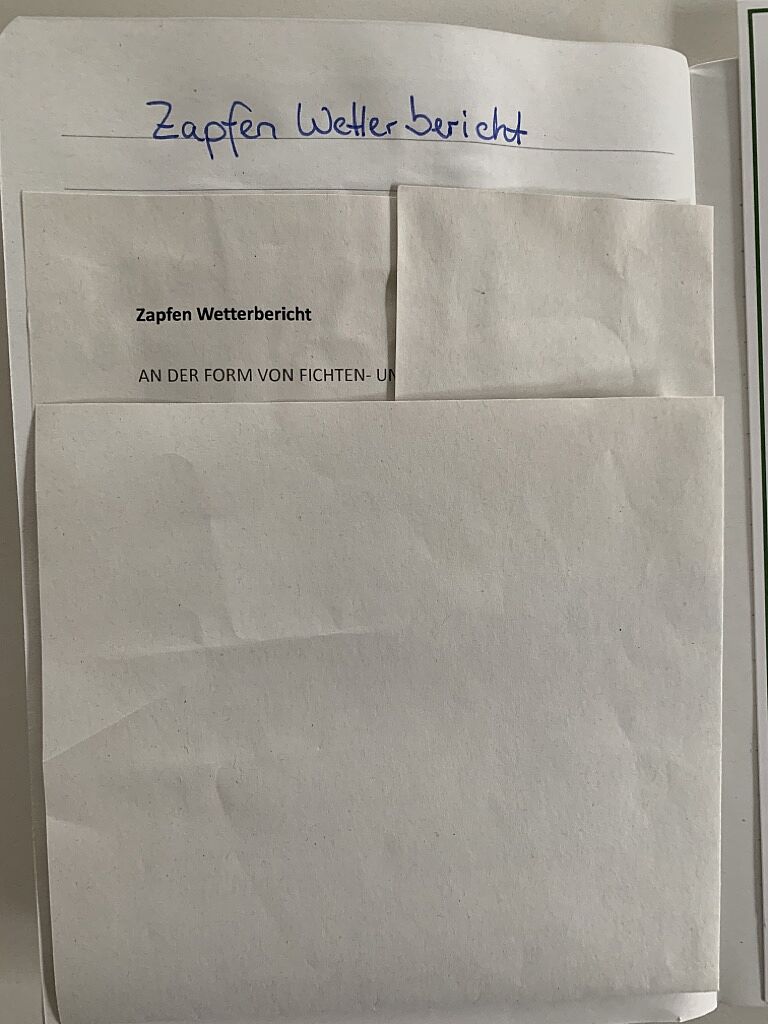 Zapfen Wetterbericht
Zapfen Wetterbericht
AN DER FORM VON FICHTEN- UN